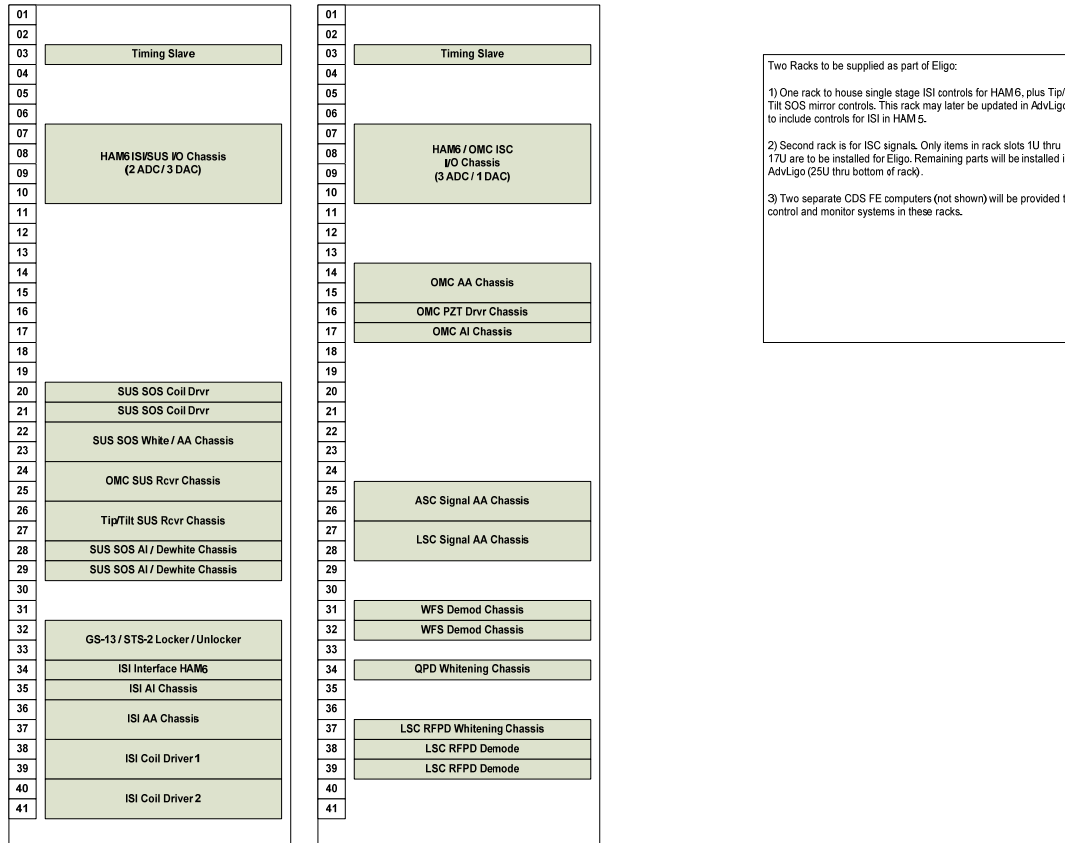 01
02
03 Timing Slave
04
05
06
07
08 HAM6 ISI/SUS I/O Chassis
09 (2 ADC / 3 DAC)
10
11
12
13
14
15
16
17
18
19
20 SUS SOS Coil Drvr
21 SUS SOS Coil Drvr
22
SUS SOS White / AA Chassis
23
24
OMC SUS Rcvr Chassis
25
26
Tip/Tilt SUS Rcvr Chassis
27
28 SUS SOS AI / Dewhite Chassis
29 SUS SOS AI / Dewhite Chassis
30
31
32
GS-13 / STS-2 Locker / Unlocker
33
34 ISI Interface HAM6
35 ISI AI Chassis
36
ISI AA Chassis
37
38
ISI Coil Driver 1
39
40
ISI Coil Driver 2
41
01
02
03 Timing Slave
04
05
06
07
HAM6 / OMC ISC
08
I/O Chassis
09
(3 ADC / 1 DAC)
10
11
12
13
14
OMC AA Chassis
15
16 OMC PZT Drvr Chassis
17 OMC AI Chassis
18
19
20
21
22
23
24
25
ASC Signal AA Chassis
26
27
LSC Signal AA Chassis
28
29
30
31 WFS Demod Chassis
32 WFS Demod Chassis
33
34 QPD Whitening Chassis
35
36
37 LSC RFPD Whitening Chassis
38 LSC RFPD Demode
39 LSC RFPD Demode
40
41
Two Racks to be supplied as part of Eligo:
1) One rack to house single stage ISI controls for HAM 6, plus Tip/
Tilt SOS mirror controls. This rack may later be updated in AdvLigo
to include controls for ISI in HAM 5.
2) Second rack is for ISC signals. Only items in rack slots 1U thru
17U are to be installed for Eligo. Remaining parts will be installed
AdvLigo (25U thru bottom of rack).
3) Two separate CDS FE computers (not shown) will be provided
control and monitor systems in these racks.